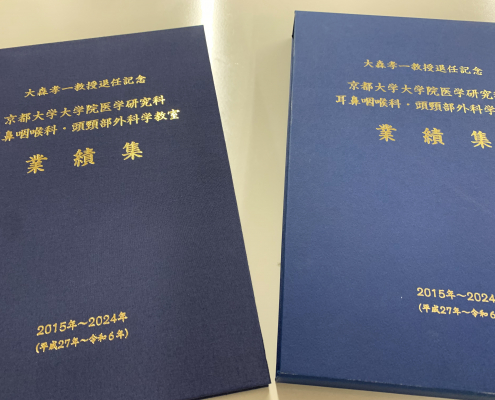 大森孝一教授退任記念
京都大学大学院医学研究科
鼻咽喉科・頭頸部外科学教室
業績集
2015年～2024年
(平成27年～令和6年)
大森孝一教授退任記念
京都大学大学院医学研究
耳鼻咽喉科・頭頸部外科学
業績集
2015年～2024
(平成27年～令和6